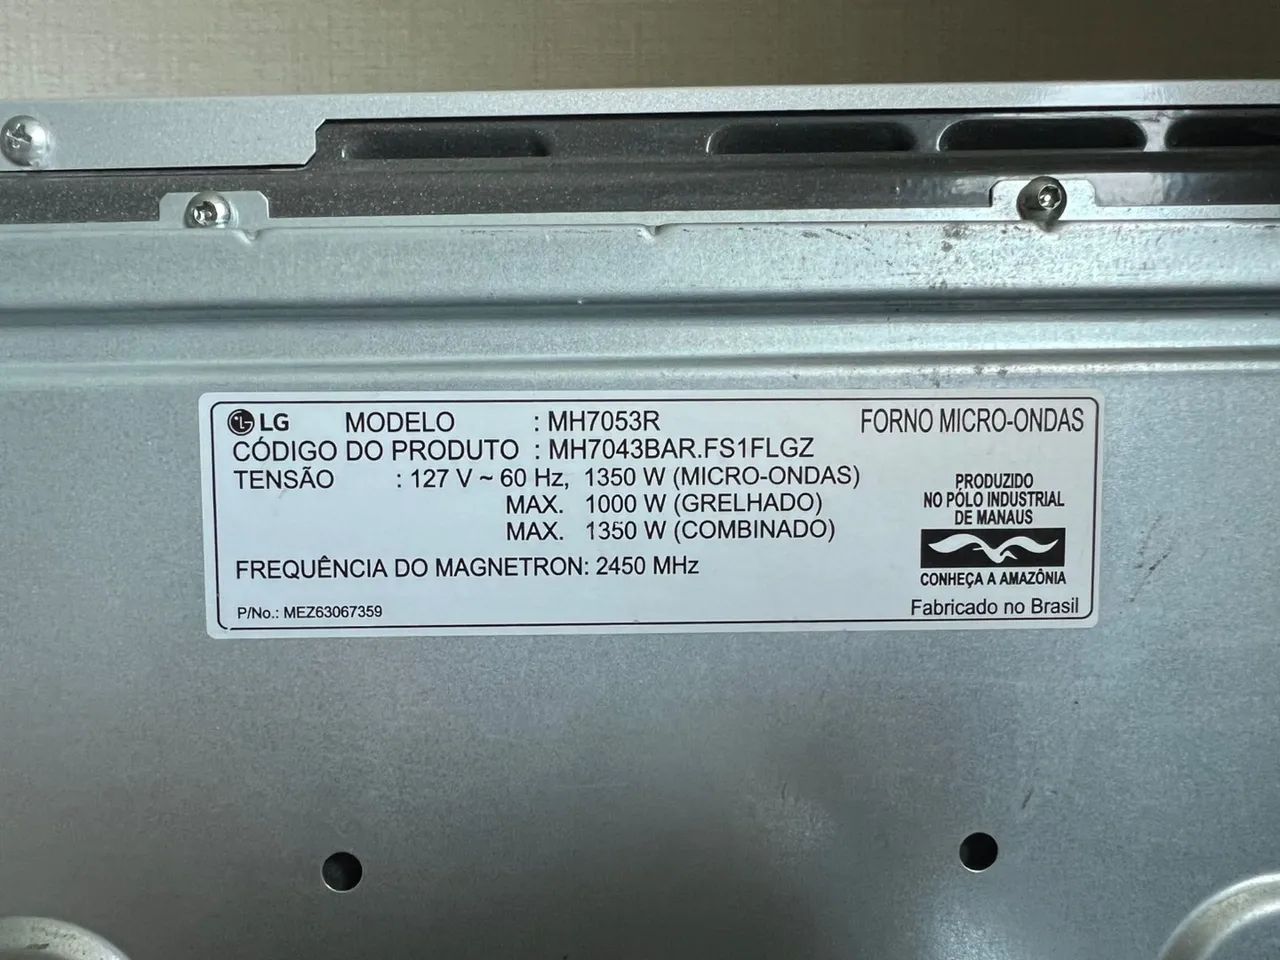 LG MODELO : MH7053R FORNO MICRO-ONDAS
CÓDIGO DO PRODUTO : MH7043BAR.FS1FLGZ
TENSÃO : 127 V ~ 60 Hz, 1350 W (MICRO-ONDAS)
MAX. 1000 W (GRELHADO)
MAX. 1350 W (COMBINADO)
FREQUÊNCIA DO MAGNETRON: 2450 MHz
P/No.: MEZ63067359
PRODUZIDO
NO PÓLO INDUSTRIAL
DE MANAUS
CONHEÇA A AMAZÔNIA
Fabricado no Brasil